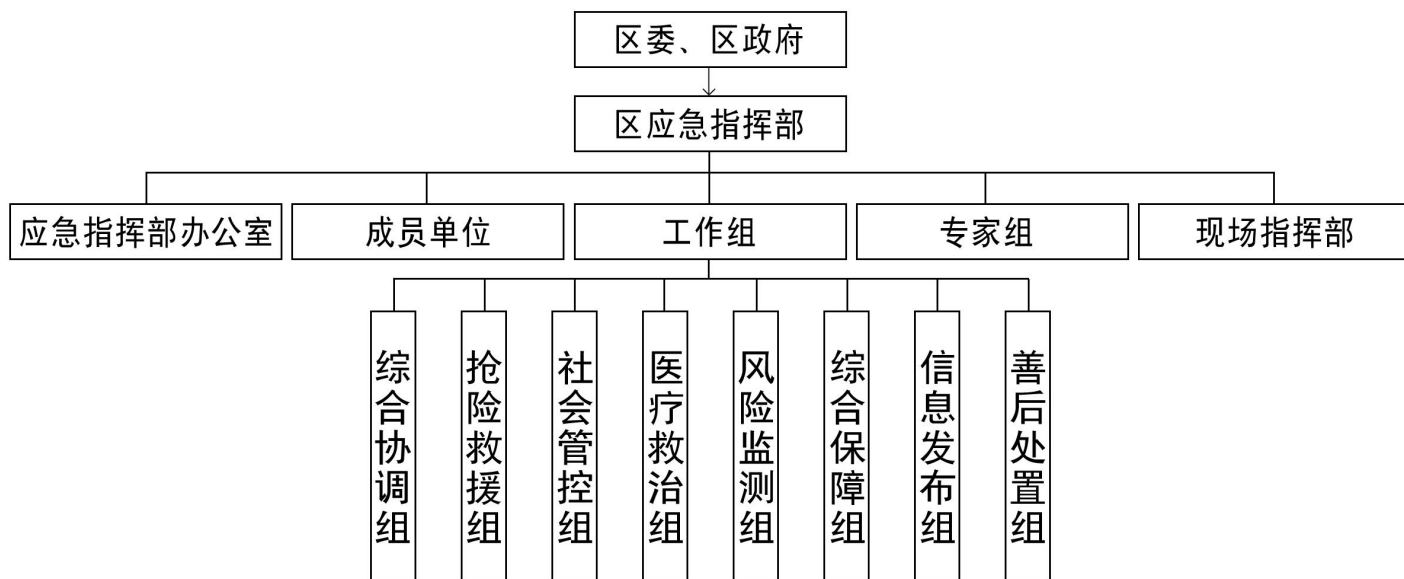 区委、区政府
区应急指挥部
应急指挥部办公室
成员单位
工作组
专家组
现场指挥部
综合协调组
抢险救援组
社会管控组
医疗救治组
风险监测组
综合保障组
信息发布组
善后处置组